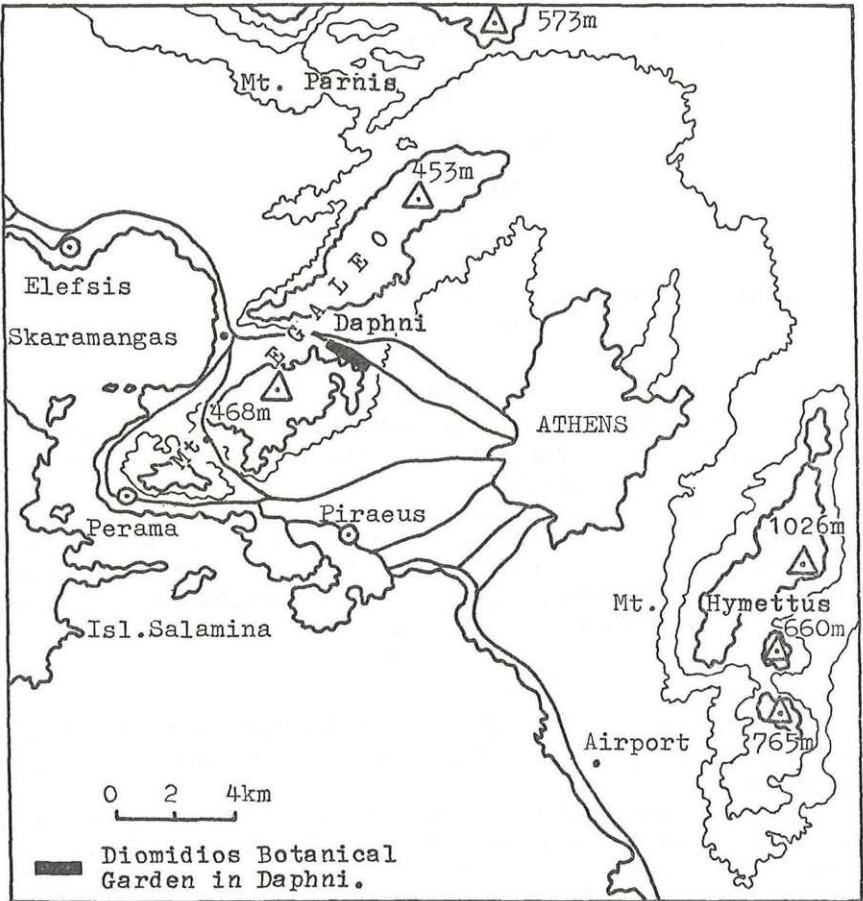 573m
Mt. Parnis
453m
Elefsis
Mt. EGALEO
Skaramangas
Daphni
468m
ATHENS
Perama
Piraeus
1026m
Mt. Hymettus
Isl.Salamina
660m
Airport
765m
0 2 4km
Diomidios Botanical
Garden in Daphni.